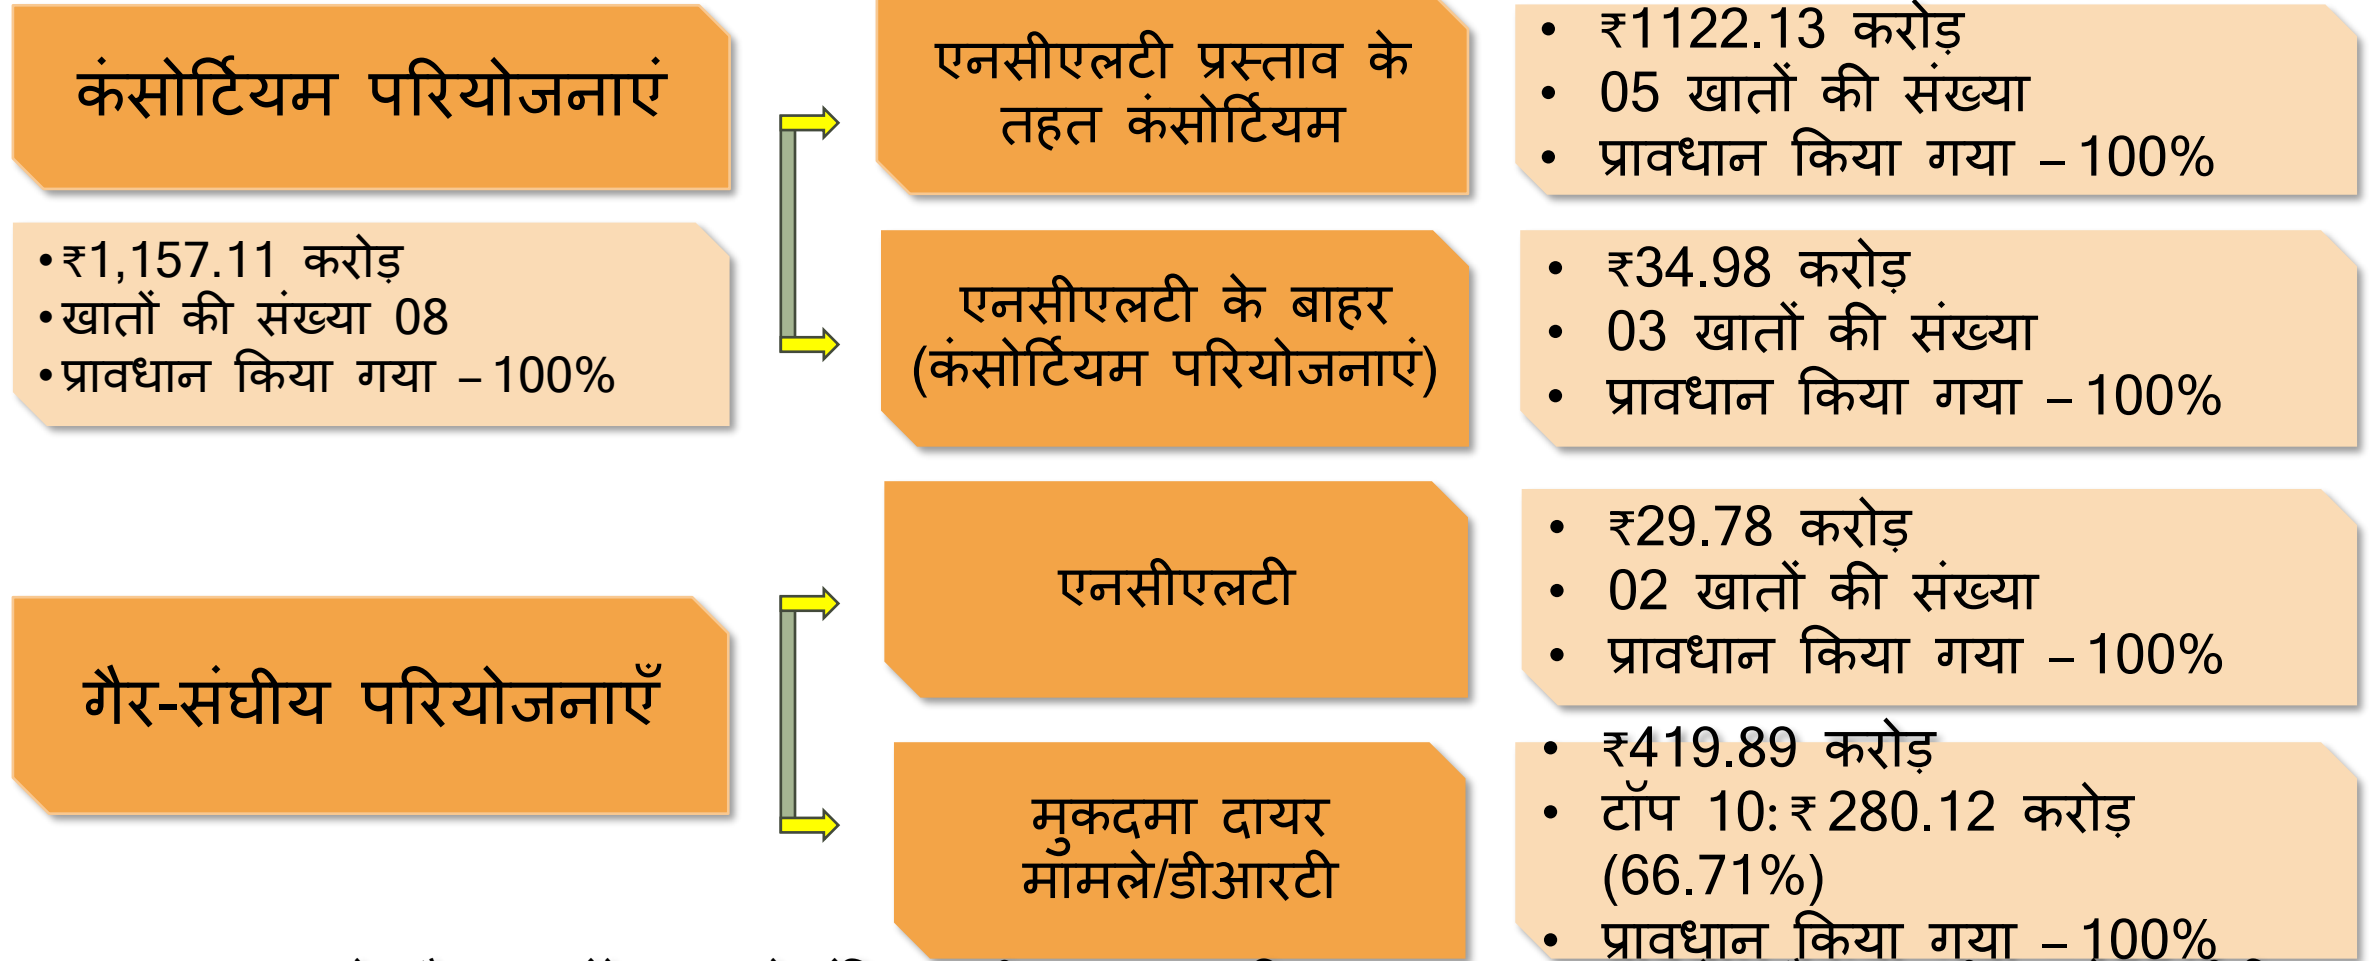 कंसोर्टियम परियोजनाएं
•₹1,157.11 करोड़
•खातों की संख्या 08
•प्रावधान किया गया – 100%
एनसीएलटी प्रस्ताव के
तहत कंसोर्टियम
• ₹1122.13 करोड़
• 05 खातों की संख्या
• प्रावधान किया गया – 100%
एनसीएलटी के बाहर
(कंसोर्टियम परियोजनाएं)
• ₹34.98 करोड़
• 03 खातों की संख्या
• प्रावधान किया गया – 100%
गैर-संघीय परियोजनाएँ
एनसीएलटी
• ₹29.78 करोड़
• 02 खातों की संख्या
• प्रावधान किया गया – 100%
मुकदमा दायर
मामले/डीआरटी
• ₹419.89 करोड़
• टॉप 10: ₹ 280.12 करोड़
(66.71%)
• प्रावधान किया गया – 100%